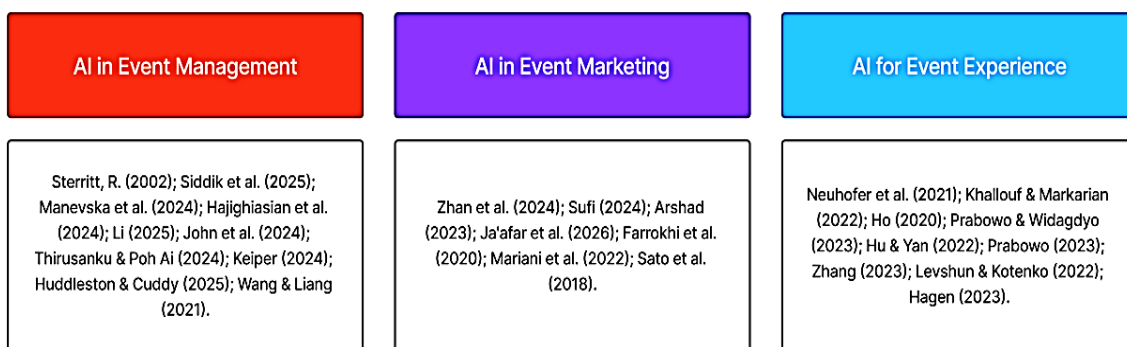 AI in Event Management
Sterritt, R. (2002); Siddik et al. (2025);
Manevska et al. (2024); Hajighiasian et al.
(2024); Li (2025); John et al. (2024);
Thirusanku & Poh Ai (2024); Keiper (2024);
Huddleston & Cuddy (2025); Wang & Liang
(2021).
AI in Event Marketing
Zhan et al. (2024); Sufi (2024); Arshad
(2023); Ja'afar et al. (2026); Farrokhi et al.
(2020); Mariani et al. (2022); Sato et al.
(2018).
AI for Event Experience
Neuhofer et al. (2021); Khallouf & Markarian
(2022); Ho (2020); Prabowo & Widagdyo
(2023); Hu & Yan (2022); Prabowo (2023);
Zhang (2023); Levshun & Kotenko (2022);
Hagen (2023).